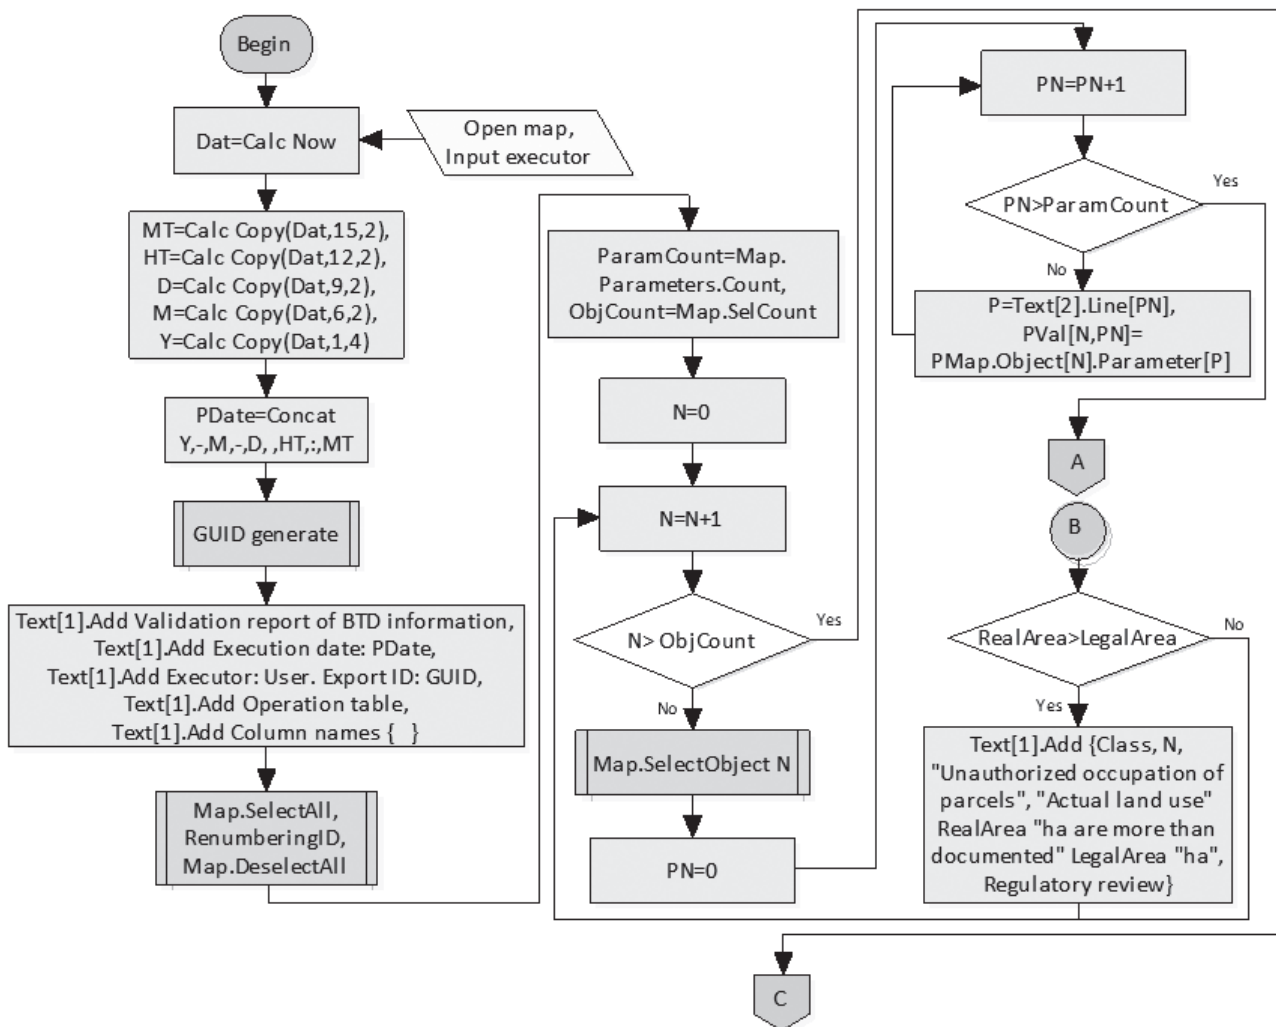 Begin
Dat=Calc Now
Open map,
Input executor
MT=Calc Copy(Dat,15,2),
HT=Calc Copy(Dat,12,2),
D=Calc Copy(Dat,9,2),
M=Calc Copy(Dat,6,2),
Y=Calc Copy(Dat,1,4)
PDate=Concat
Y,-,M,-,D, ,HT,:,MT
GUID generate
Text[1].Add Validation report of BTD information,
Text[1].Add Execution date: PDate,
Text[1].Add Executor: User. Export ID: GUID,
Text[1].Add Operation table,
Text[1].Add Column names { }
Map.SelectAll,
RenumberingID,
Map.DeselectAll
ParamCount=Map.
Parameters.Count,
ObjCount=Map.SelCount
N=0
N=N+1
N> ObjCount
Yes
No
Map.SelectObject N
PN=0
PN=PN+1
PN>ParamCount
Yes
No
P=Text[2].Line[PN],
PVal[N,PN]=
PMap.Object[N].Parameter[P]
A
B
RealArea>LegalArea
No
Yes
Text[1].Add {Class, N,
"Unauthorized occupation of
parcels", "Actual land use"
RealArea "ha are more than
documented" LegalArea "ha",
Regulatory review}
C